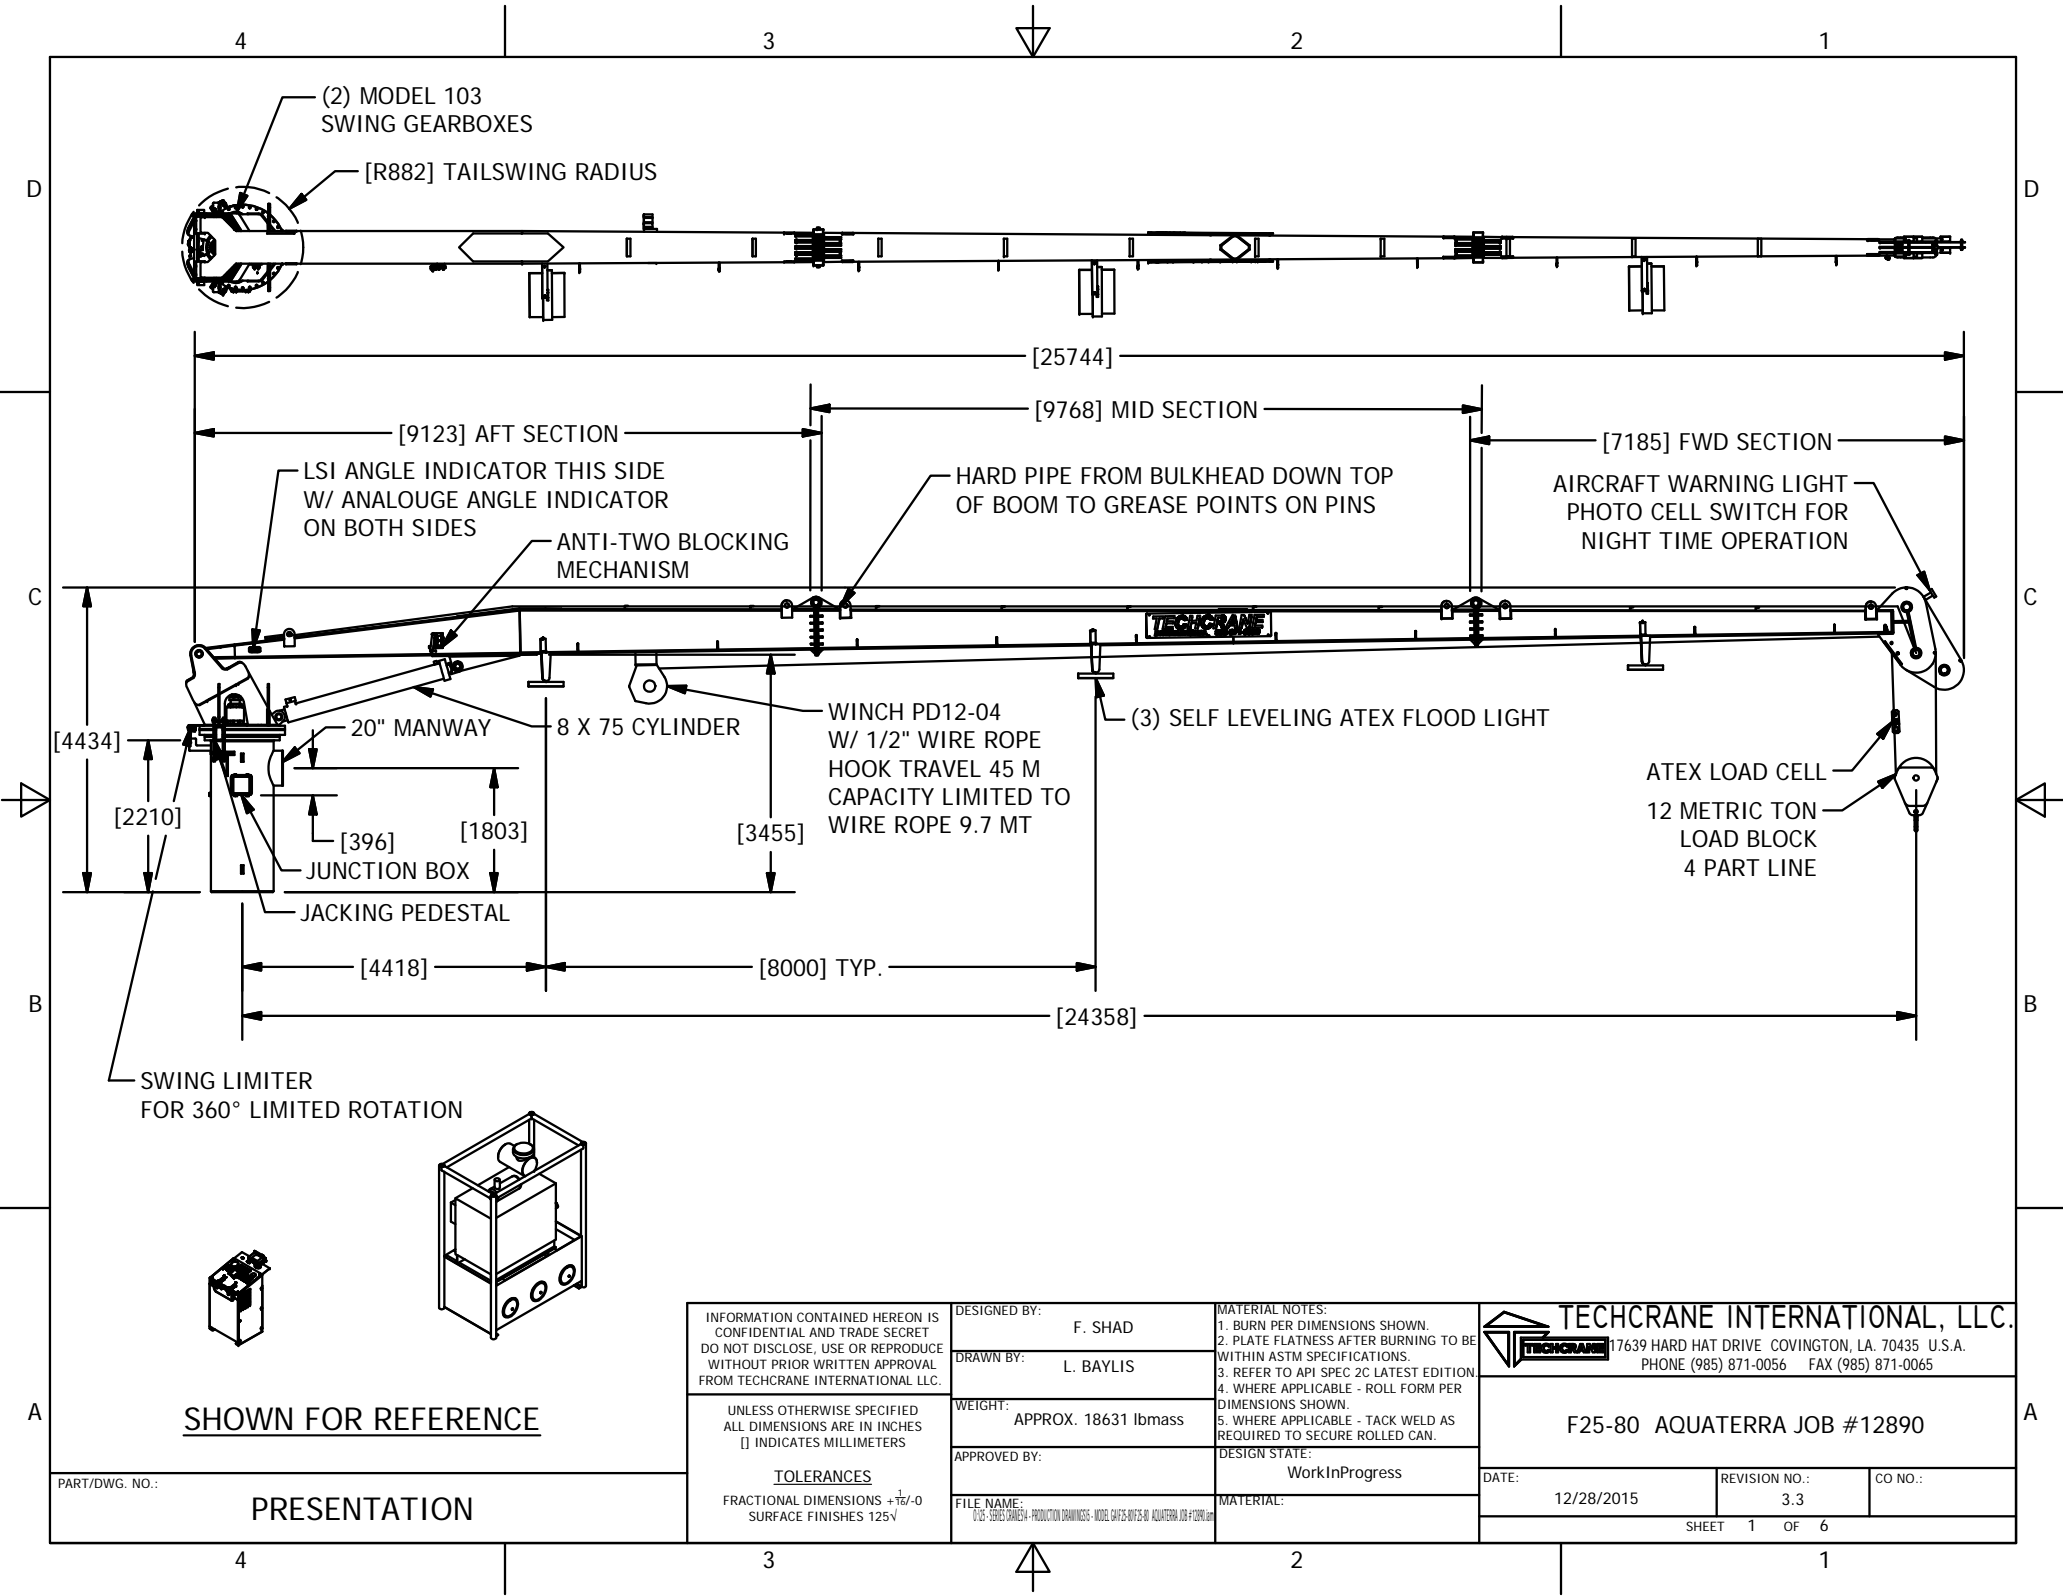 4 3 2 1
(2) MODEL 103
SWING GEARBOXES
[R882] TAILSWING RADIUS
D D
[25744]
[9768] MID SECTION
[9123] AFT SECTION
[7185] FWD SECTION
LSI ANGLE INDICATOR THIS SIDE
W/ ANALOUGE ANGLE INDICATOR
ON BOTH SIDES
HARD PIPE FROM BULKHEAD DOWN TOP
OF BOOM TO GREASE POINTS ON PINS
AIRCRAFT WARNING LIGHT
PHOTO CELL SWITCH FOR
NIGHT TIME OPERATION
ANTI-TWO BLOCKING
MECHANISM
C C
TECHCRANE
20" MANWAY
8 X 75 CYLINDER
WINCH PD12-04
W/ 1/2" WIRE ROPE
HOOK TRAVEL 45 M
CAPACITY LIMITED TO
WIRE ROPE 9.7 MT
(3) SELF LEVELING ATEX FLOOD LIGHT
[4434]
[2210]
[396]
[1803]
[3455]
ATEX LOAD CELL
12 METRIC TON
LOAD BLOCK
4 PART LINE
JUNCTION BOX
JACKING PEDESTAL
[4418]
[8000] TYP.
B B
[24358]
SWING LIMITER
FOR 360° LIMITED ROTATION
SHOWN FOR REFERENCE
A A
PART/DWG. NO.:
PRESENTATION
INFORMATION CONTAINED HEREON IS
CONFIDENTIAL AND TRADE SECRET
DO NOT DISCLOSE, USE OR REPRODUCE
WITHOUT PRIOR WRITTEN APPROVAL
FROM TECHCRANE INTERNATIONAL LLC.
UNLESS OTHERWISE SPECIFIED
ALL DIMENSIONS ARE IN INCHES
[] INDICATES MILLIMETERS
TOLERANCES
FRACTIONAL DIMENSIONS +1/16/-0
SURFACE FINISHES 125√
DESIGNED BY:
F. SHAD
DRAWN BY:
L. BAYLIS
WEIGHT:
APPROX. 18631 lbmass
APPROVED BY:
FILE NAME:
MATERIAL NOTES:
1. BURN PER DIMENSIONS SHOWN.
2. PLATE FLATNESS AFTER BURNING TO BE
WITHIN ASTM SPECIFICATIONS.
3. REFER TO API SPEC 2C LATEST EDITION.
4. WHERE APPLICABLE - ROLL FORM PER
DIMENSIONS SHOWN.
5. WHERE APPLICABLE - TACK WELD AS
REQUIRED TO SECURE ROLLED CAN.
DESIGN STATE:
WorkInProgress
MATERIAL:
TECHCRANE
TECHCRANE INTERNATIONAL, LLC.
17639 HARD HAT DRIVE COVINGTON, LA. 70435 U.S.A.
PHONE (985) 871-0056 FAX (985) 871-0065
F25-80 AQUATERRA JOB #12890
DATE:
12/28/2015
REVISION NO.:
3.3
CO NO.:
SHEET 1 OF 6
4 3 2 1